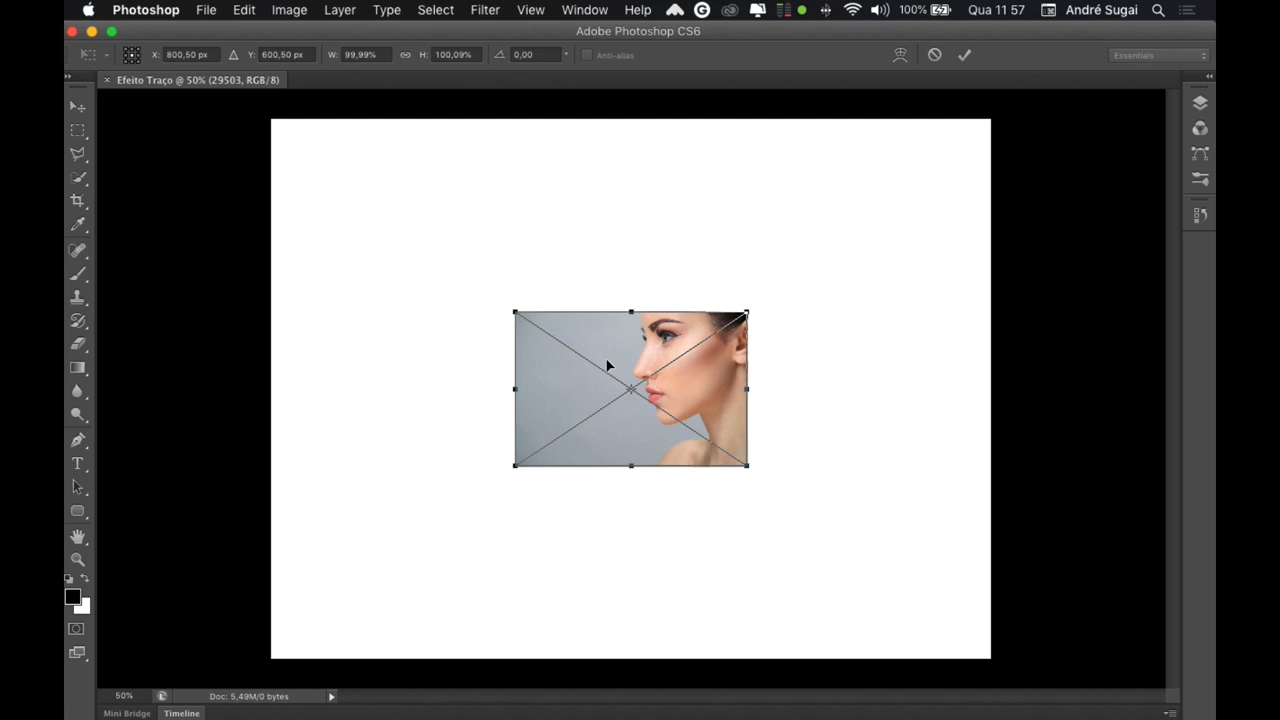 Photoshop File Edit Image Layer Type Select Filter View Window Help 100% Qua 11 57 André Sugai
Adobe Photoshop CS6
X: 800,50 px Y: 600,50 px W: 99,99% H: 100,09% 0,00 ° Anti-alias Essentials
× Efeito Traço @ 50% (29503, RGB/8)
50% Doc: 5,49M/0 bytes
Mini Bridge Timeline